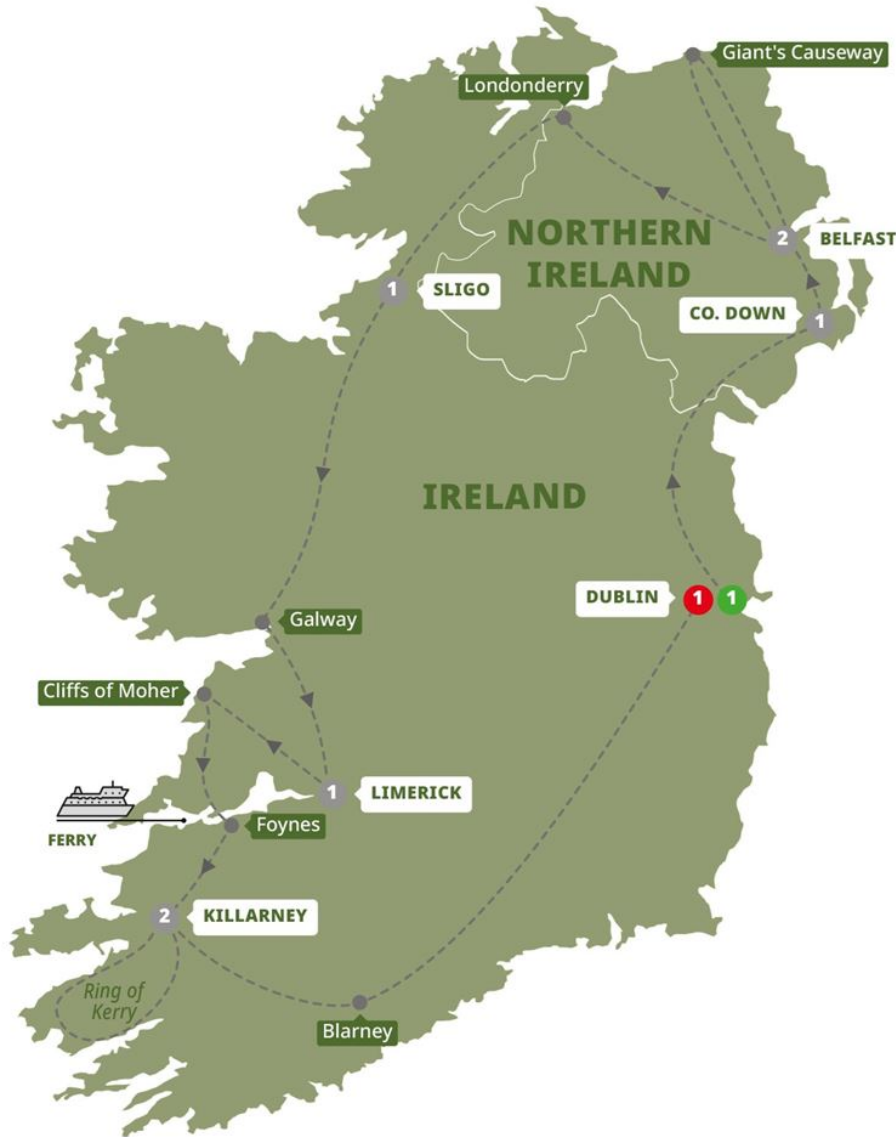 Giant's Causeway
Londonderry
NORTHERN
IRELAND
2
BELFAST
1
SLIGO
CO. DOWN
1
IRELAND
DUBLIN
1
1
Galway
Cliffs of Moher
1
LIMERICK
Foynes
FERRY
2
KILLARNEY
Ring of
Kerry
Blarney